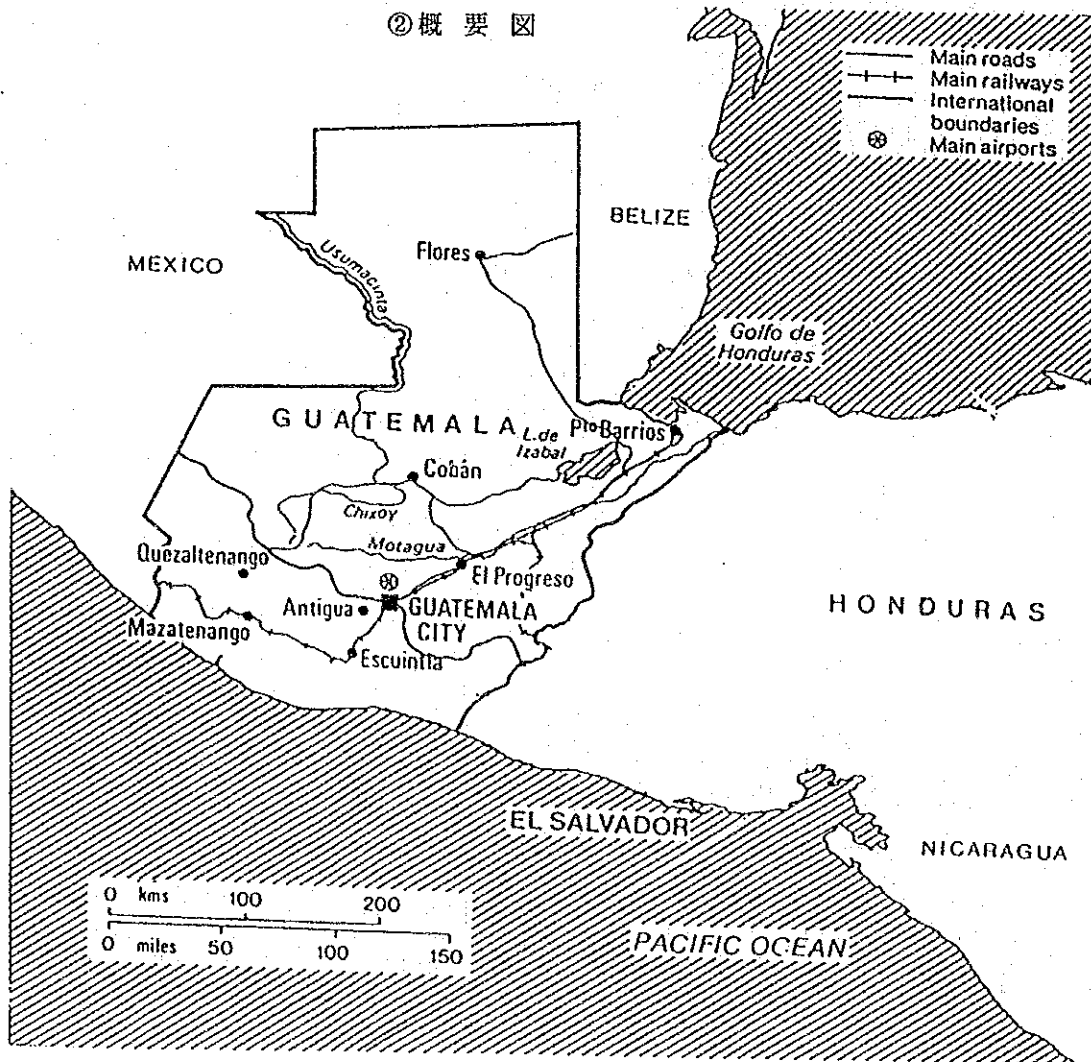 ②概要図
Main roads
Main railways
International
boundaries
Main airports
BELIZE
MEXICO
Usumacinta
Flores
Golfo de
Honduras
GUATEMALA
L. de
Izabal
Pto Barrios
Cobán
Chixoy
Motagua
Quezaltenango
El Progreso
Antigua
GUATEMALA
CITY
HONDURAS
Mazatenango
Escuintla
EL SALVADOR
NICARAGUA
0 kms 100 200
0 miles 50 100 150
PACIFIC OCEAN